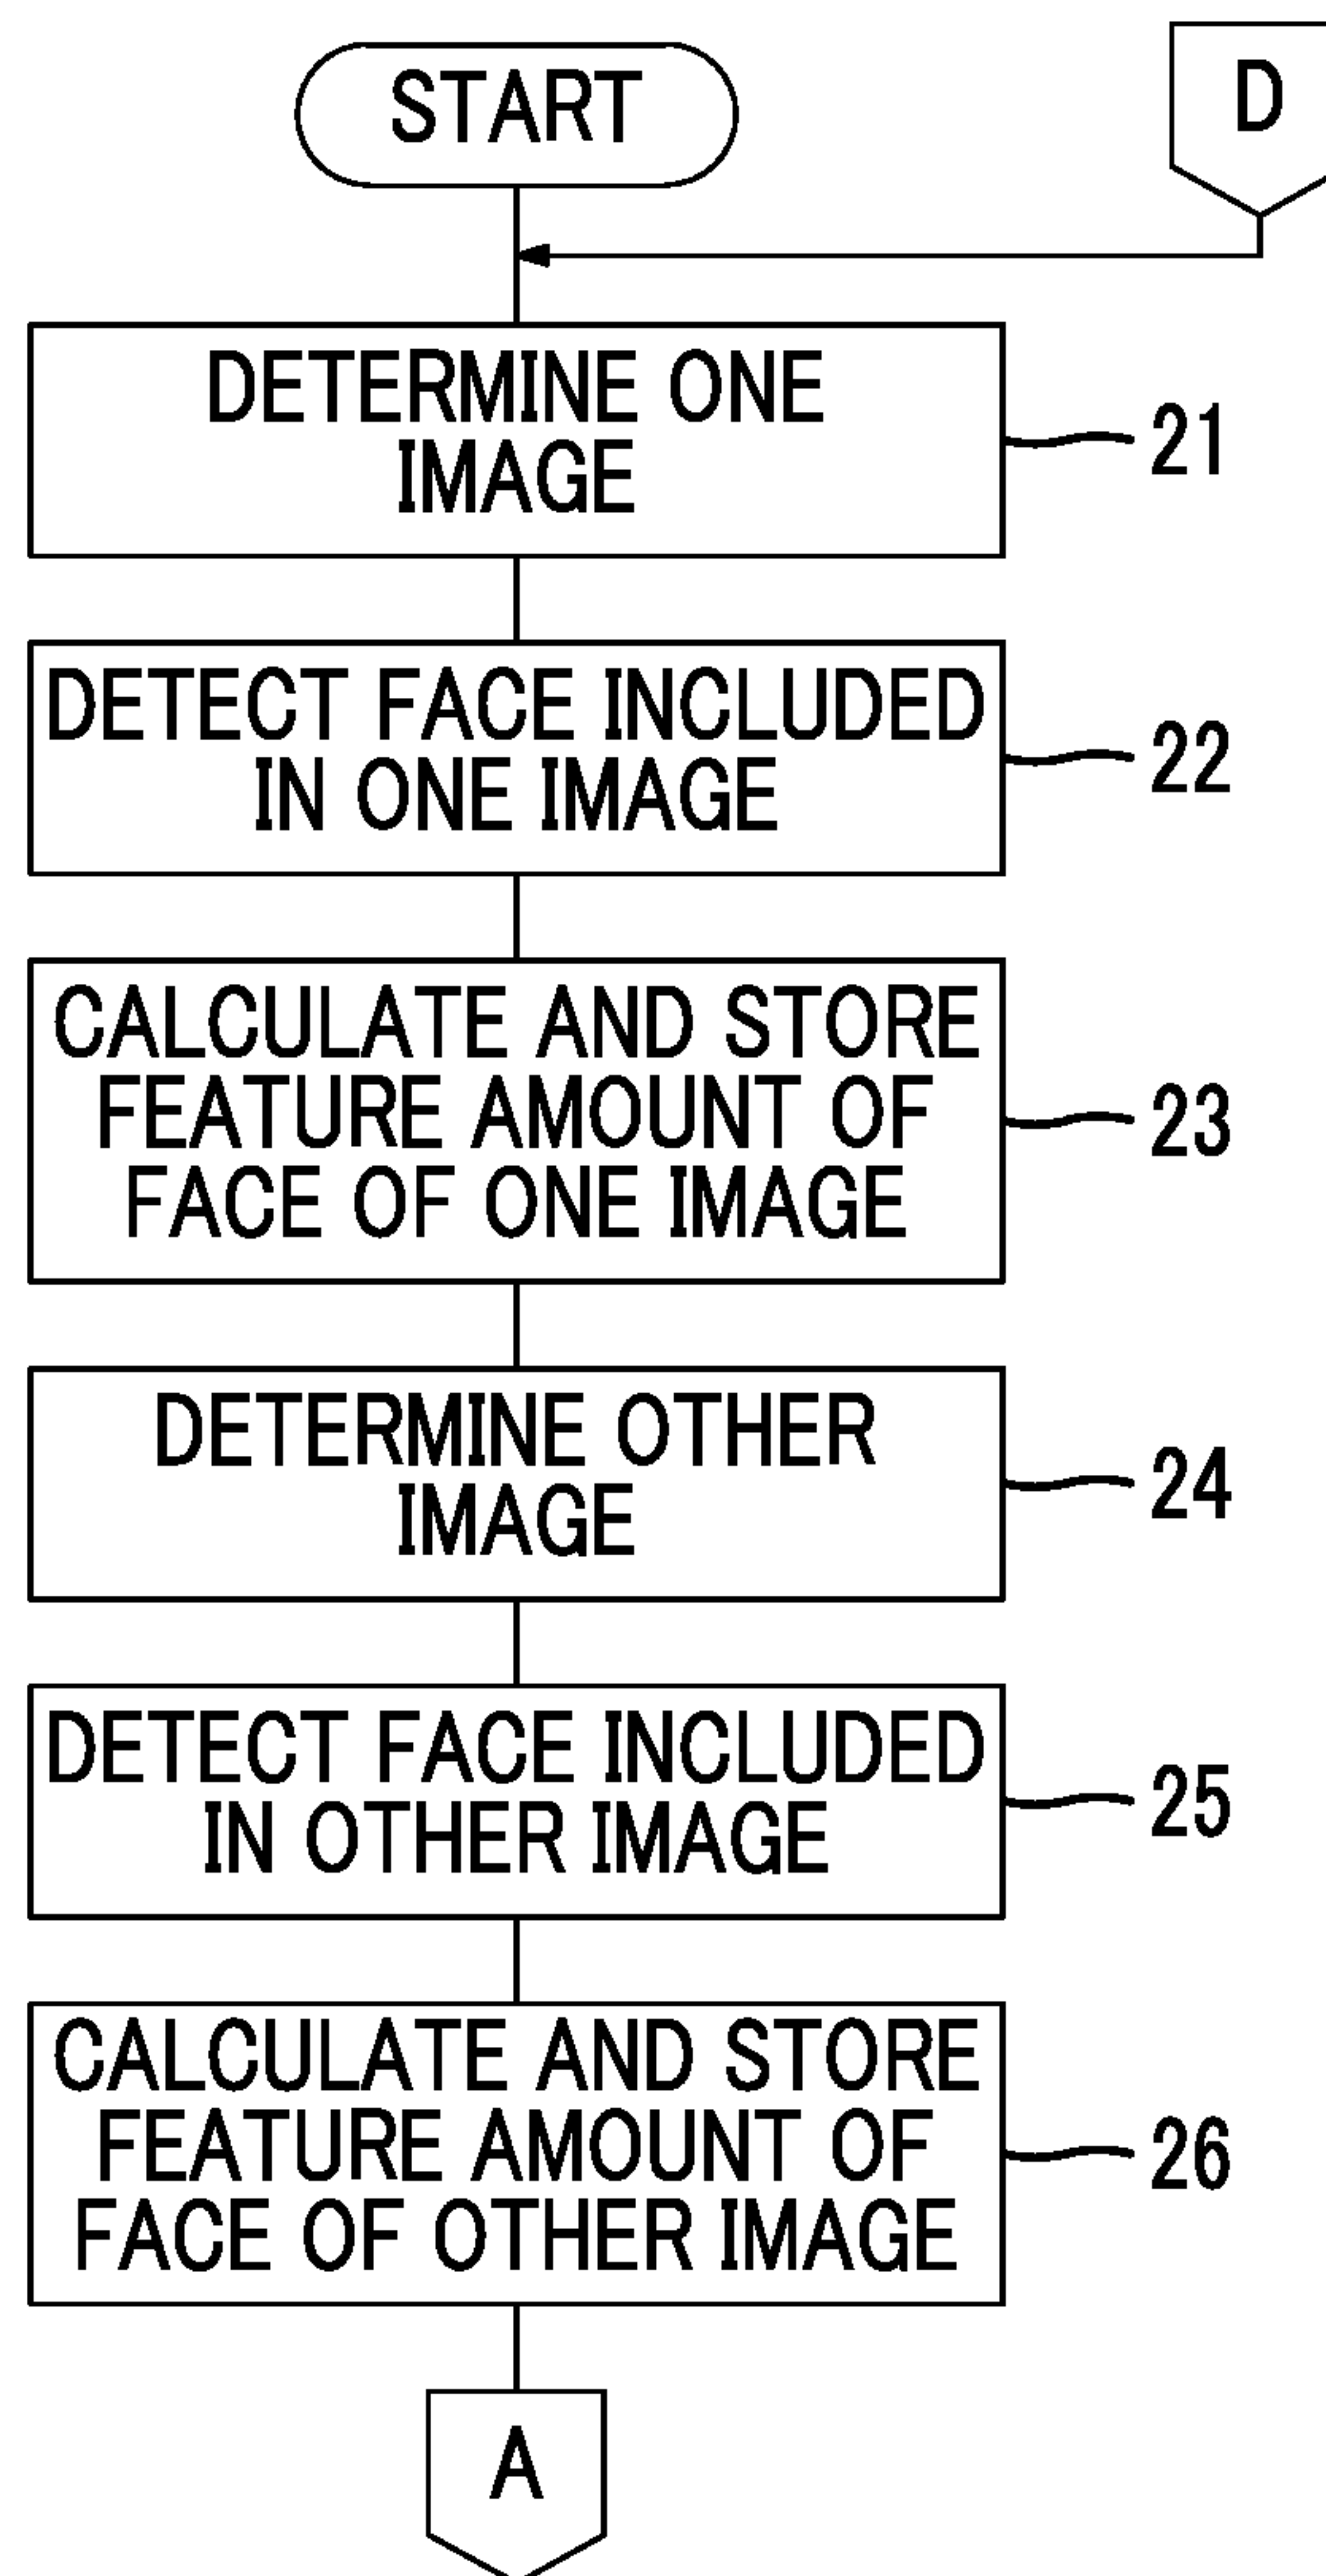 START
D
DETERMINE ONE
IMAGE
21
DETECT FACE INCLUDED
IN ONE IMAGE
22
CALCULATE AND STORE
FEATURE AMOUNT OF
FACE OF ONE IMAGE
23
DETERMINE OTHER
IMAGE
24
DETECT FACE INCLUDED
IN OTHER IMAGE
25
CALCULATE AND STORE
FEATURE AMOUNT OF
FACE OF OTHER IMAGE
26
A